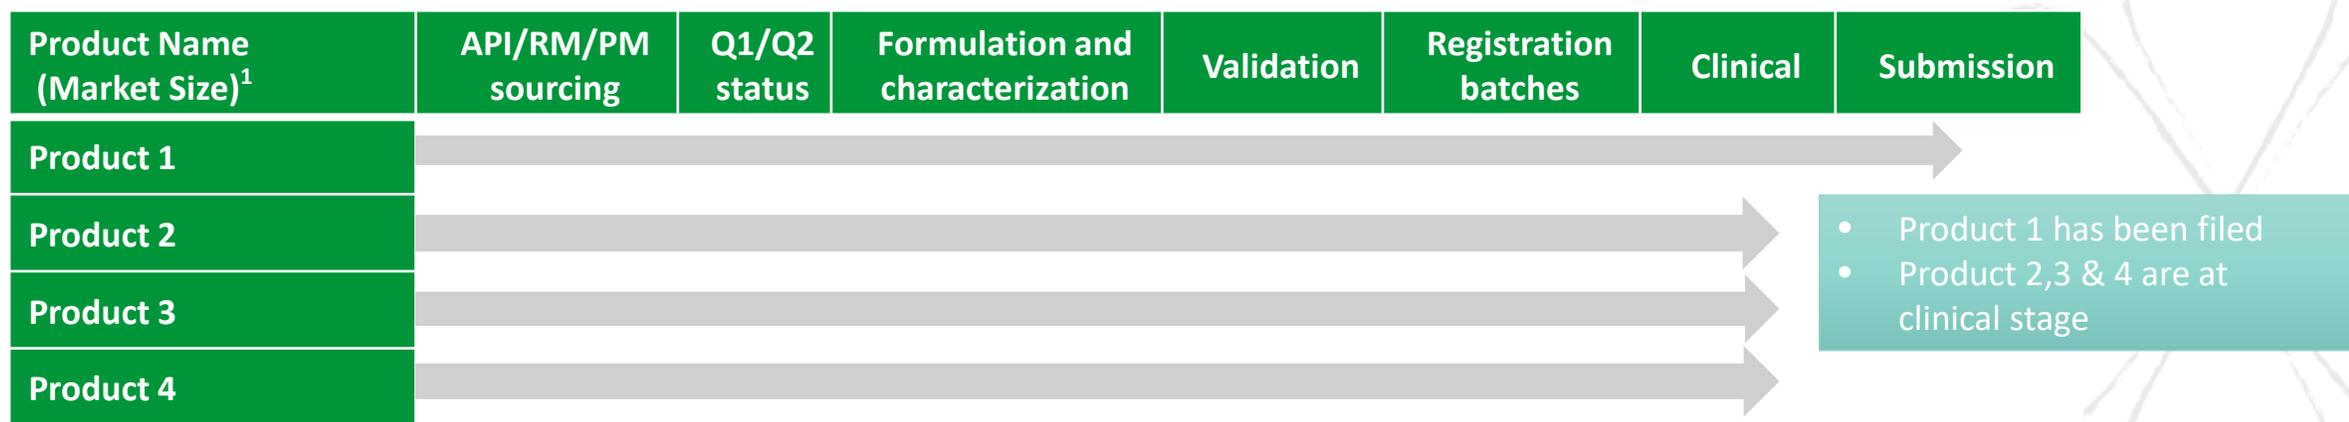 Product Name
(Market Size)1
API/RM/PM
sourcing
Q1/Q2
status
Formulation and
characterization
Validation
Registration
batches
Clinical
Submission
Product 1
Product 2
Product 3
Product 4
• Product 1 has been filed
• Product 2,3 & 4 are at
clinical stage